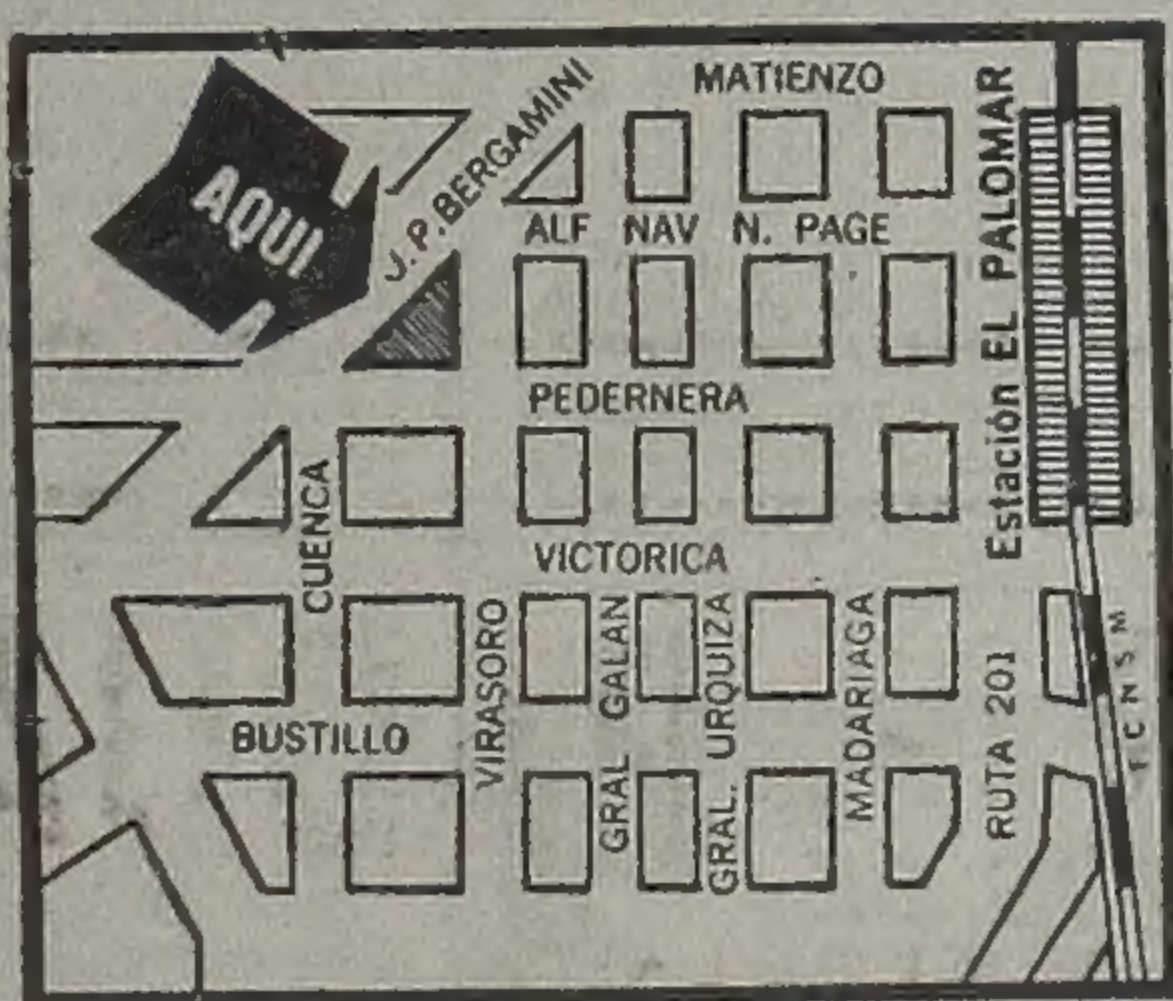 MATIENZO
AQUI
J. P. BERGAMINI
ALF NAV N. PAGE
Estación EL PALOMAR
PEDERNERA
CUENCA
VICTORICA
VIRASORO
GRAL GALAN
GRAL. URQUIZA
MADARIAGA
RUTA 201
F C N S M
BUSTILLO